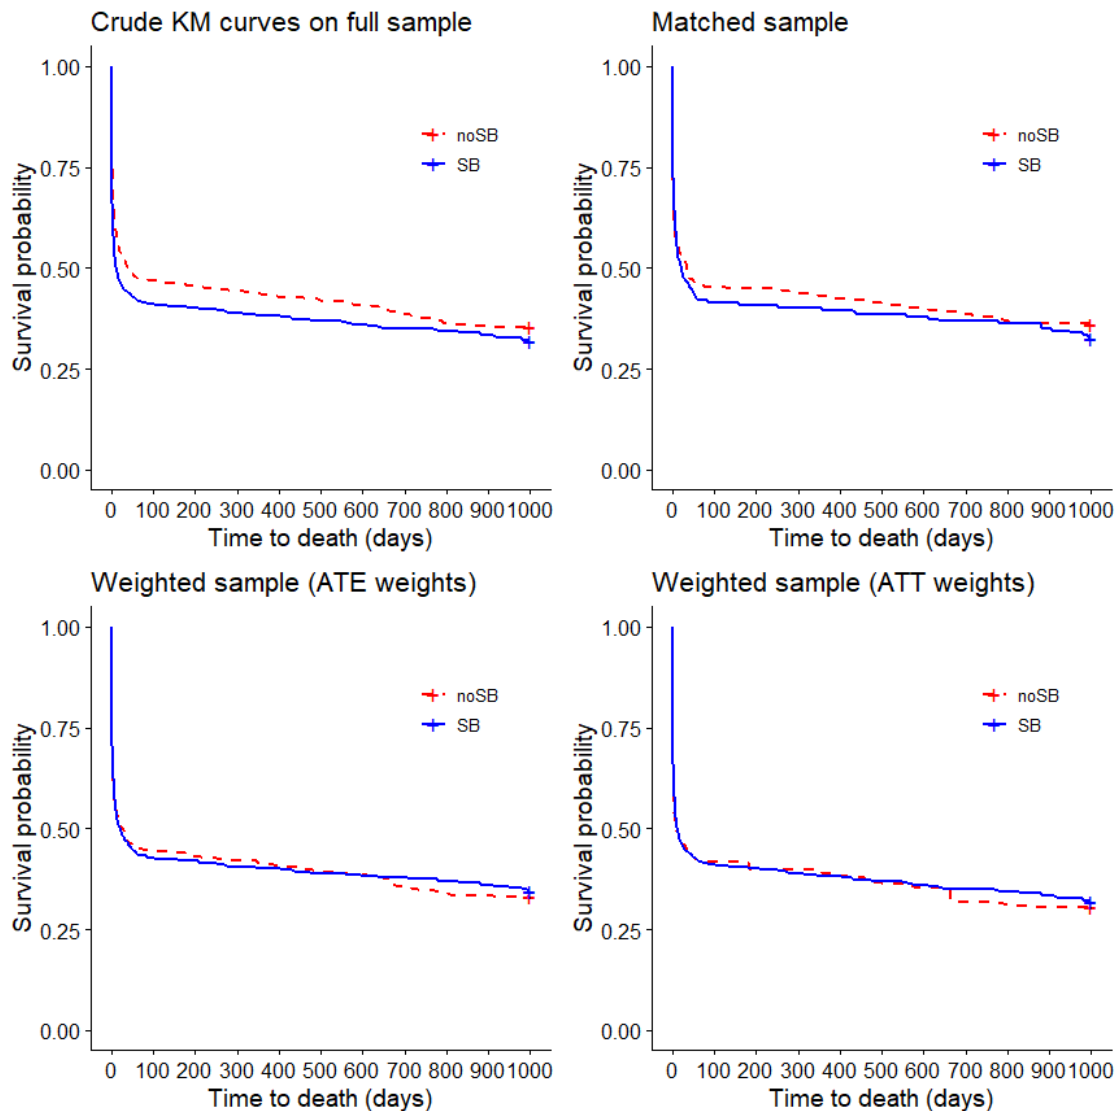 Crude KM curves on full sample
Survival probability
1.00
0.75
0.50
0.25
0.00
noSB
SB
0 100 200 300 400 500 600 700 800 900 1000
Time to death (days)
Matched sample
Survival probability
1.00
0.75
0.50
0.25
0.00
noSB
SB
0 100 200 300 400 500 600 700 800 900 1000
Time to death (days)
Weighted sample (ATE weights)
Survival probability
1.00
0.75
0.50
0.25
0.00
noSB
SB
0 100 200 300 400 500 600 700 800 900 1000
Time to death (days)
Weighted sample (ATT weights)
Survival probability
1.00
0.75
0.50
0.25
0.00
noSB
SB
0 100 200 300 400 500 600 700 800 900 1000
Time to death (days)